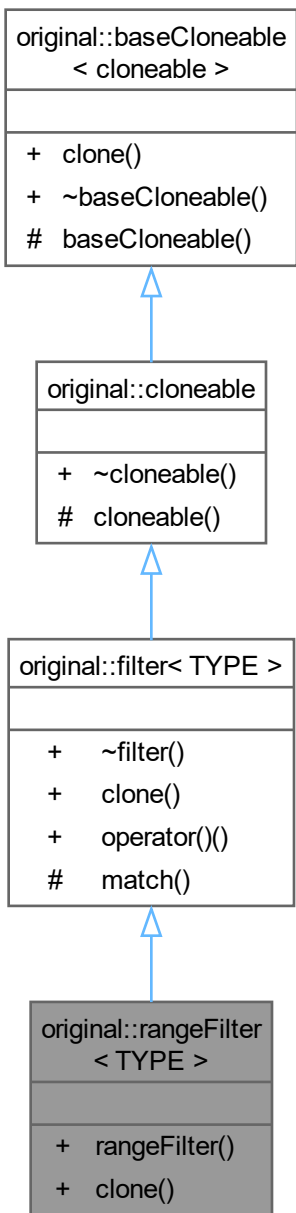 original::baseCloneable
< cloneable >
+ clone()
+ ~baseCloneable()
# baseCloneable()
original::cloneable
+ ~cloneable()
# cloneable()
original::filter< TYPE >
+ ~filter()
+ clone()
+ operator()()
# match()
original::rangeFilter
< TYPE >
+ rangeFilter()
+ clone()